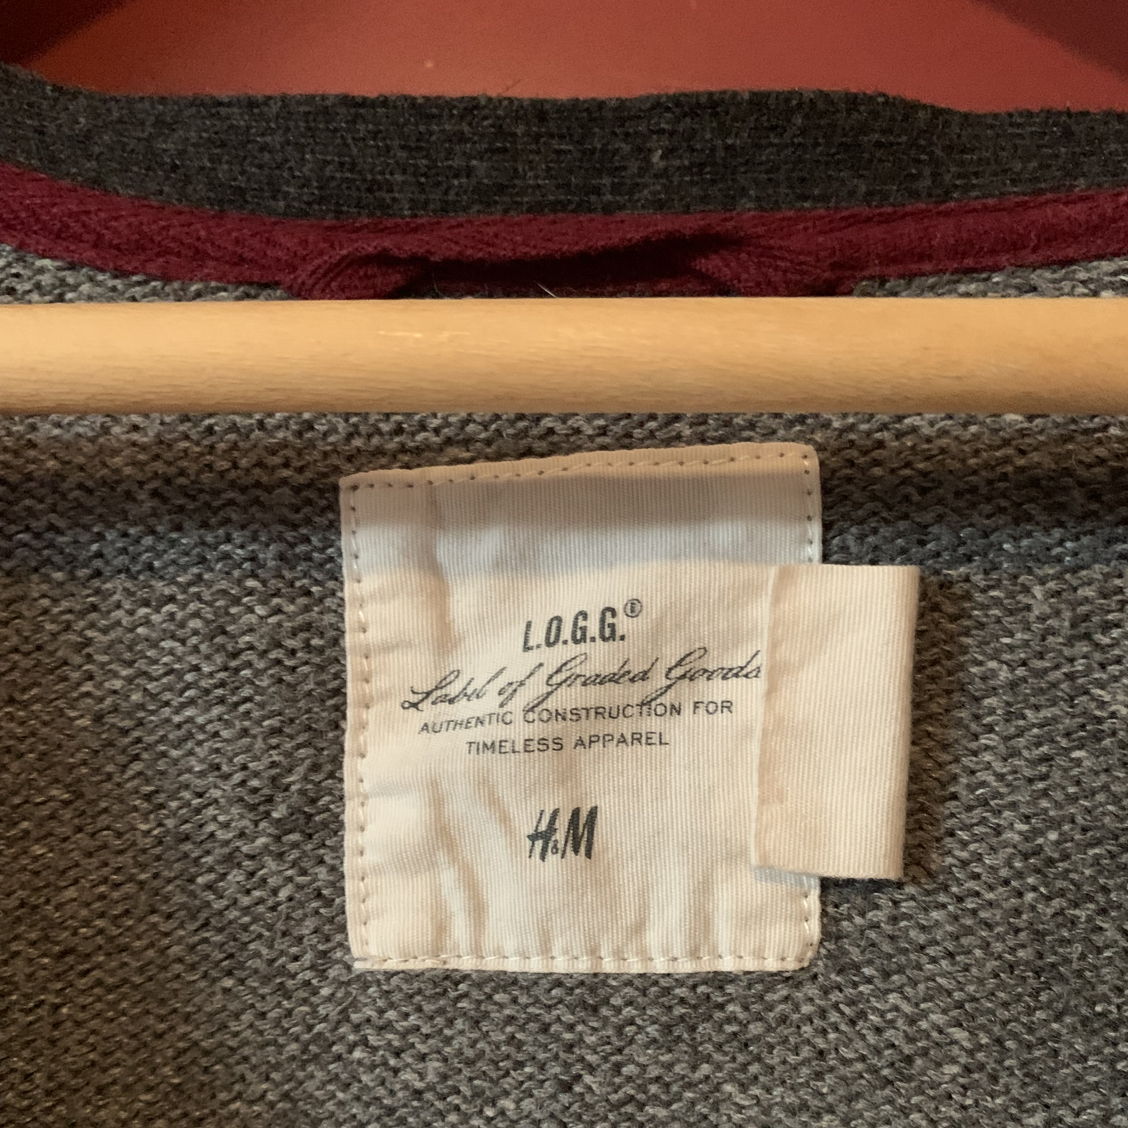 L.O.G.G.®
Label of Graded Goods
AUTHENTIC CONSTRUCTION FOR
TIMELESS APPAREL
H&M